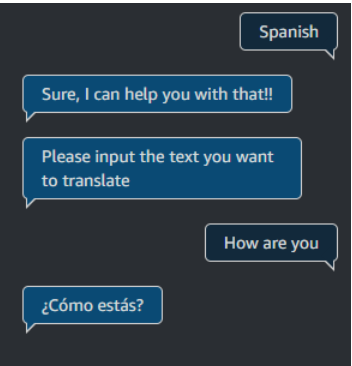 Spanish
Sure, I can help you with that!!
Please input the text you want
to translate
How are you
¿Cómo estás?